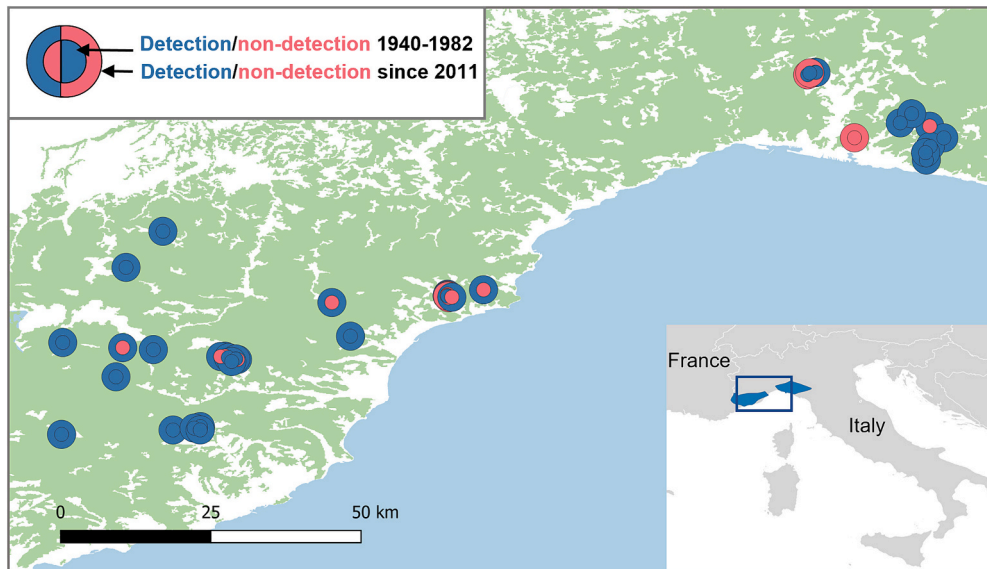 Detection/non-detection 1940-1982
Detection/non-detection since 2011
France
Italy
0 25 50 km